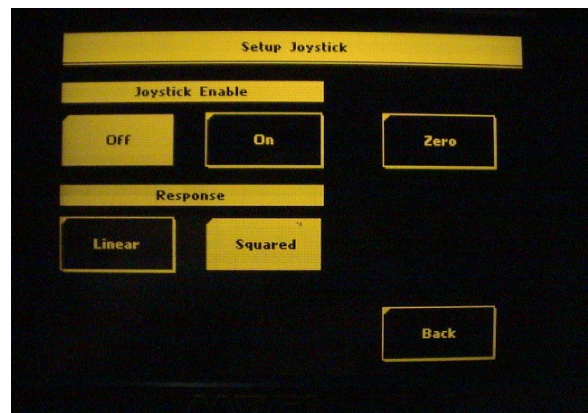 Setup Joystick
Joystick Enable
Off
On
Zero
Response
Linear
Squared
Back